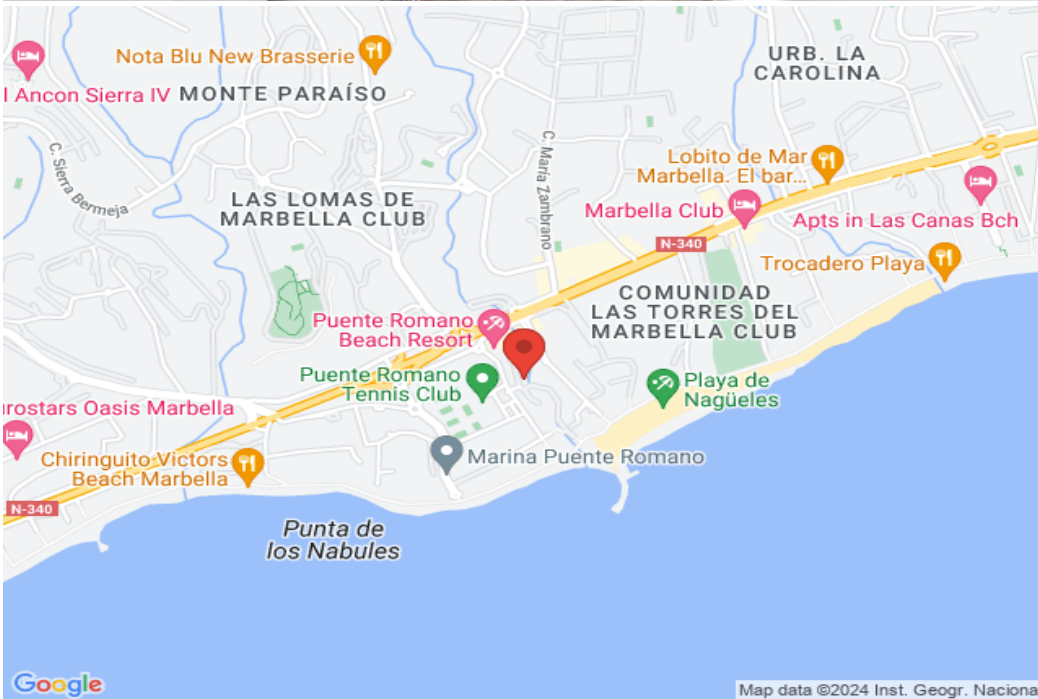 Nota Blu New Brasserie
URB. LA
CAROLINA
l Ancon Sierra IV
MONTE PARAÍSO
C. Sierra Bermeja
C. María Zambrano
Lobito de Mar
Marbella. El bar...
LAS LOMAS DE
MARBELLA CLUB
Marbella Club
Apts in Las Canas Bch
N-340
Trocadero Playa
COMUNIDAD
LAS TORRES DEL
MARBELLA CLUB
Puente Romano
Beach Resort
Puente Romano
Tennis Club
Playa de
Nagüeles
urostars Oasis Marbella
Chiringuito Victors
Beach Marbella
Marina Puente Romano
N-340
Punta de
los Nabules
Google
Map data ©2024 Inst. Geogr. Naciona